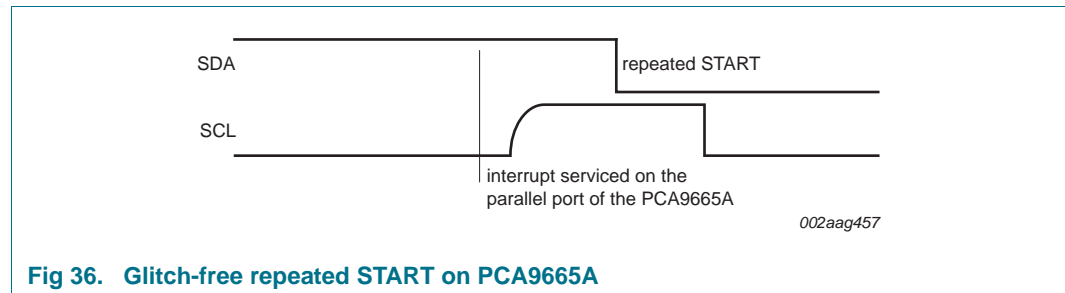 SDA
repeated START
SCL
interrupt serviced on the
parallel port of the PCA9665A
002aag457
Fig 36. Glitch-free repeated START on PCA9665A